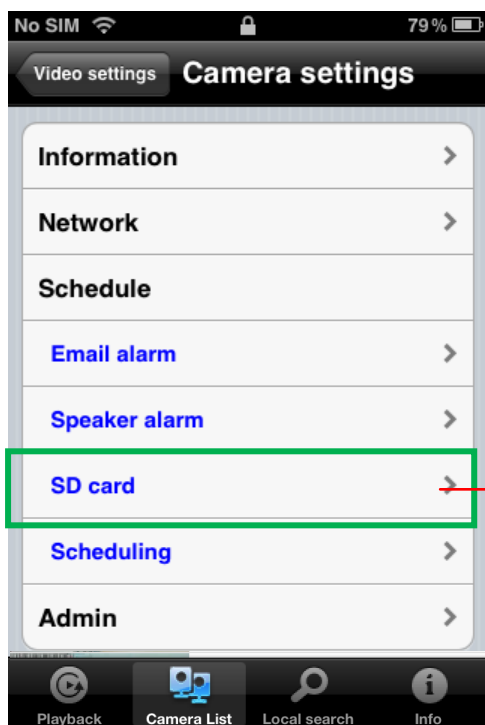 No SIM 79%
Video settings Camera settings
Information
Network
Schedule
Email alarm
Speaker alarm
SD card
Scheduling
Admin
Playback Camera List Local search Info